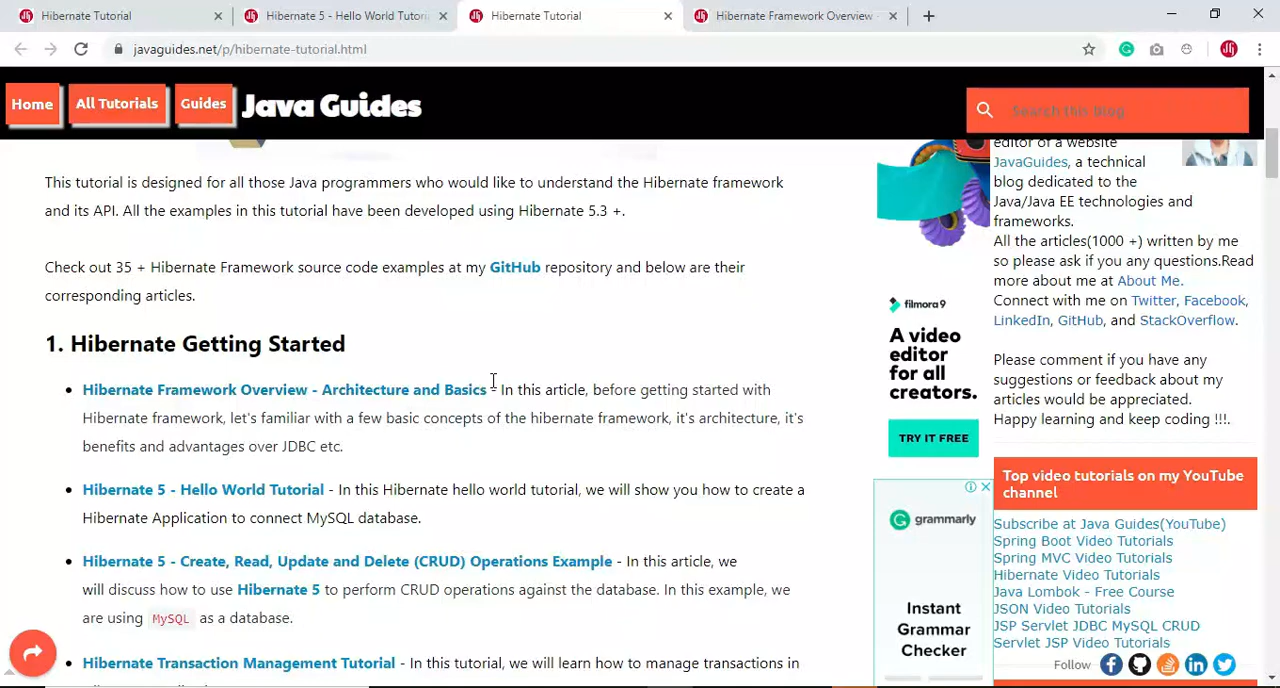 Hibernate Tutorial
Hibernate 5 - Hello World Tutori
Hibernate Tutorial
Hibernate Framework Overview -
javaguides.net/p/hibernate-tutorial.html
Home
All Tutorials
Guides
Java Guides
Search this blog
This tutorial is designed for all those Java programmers who would like to understand the Hibernate framework
and its API. All the examples in this tutorial have been developed using Hibernate 5.3 +.
Check out 35 + Hibernate Framework source code examples at my GitHub repository and below are their
corresponding articles.
1. Hibernate Getting Started
Hibernate Framework Overview - Architecture and Basics - In this article, before getting started with
Hibernate framework, let's familiar with a few basic concepts of the hibernate framework, it's architecture, it's
benefits and advantages over JDBC etc.
Hibernate 5 - Hello World Tutorial - In this Hibernate hello world tutorial, we will show you how to create a
Hibernate Application to connect MySQL database.
Hibernate 5 - Create, Read, Update and Delete (CRUD) Operations Example - In this article, we
will discuss how to use Hibernate 5 to perform CRUD operations against the database. In this example, we
are using MySQL as a database.
Hibernate Transaction Management Tutorial - In this tutorial, we will learn how to manage transactions in
filmora9
A video
editor
for all
creators.
TRY IT FREE
grammarly
Instant
Grammar
Checker
editor of a website
JavaGuides, a technical
blog dedicated to the
Java/Java EE technologies and
frameworks.
All the articles(1000 +) written by me
so please ask if you any questions.Read
more about me at About Me.
Connect with me on Twitter, Facebook,
LinkedIn, GitHub, and StackOverflow.
Please comment if you have any
suggestions or feedback about my
articles would be appreciated.
Happy learning and keep coding !!!.
Top video tutorials on my YouTube
channel
Subscribe at Java Guides(YouTube)
Spring Boot Video Tutorials
Spring MVC Video Tutorials
Hibernate Video Tutorials
Java Lombok - Free Course
JSON Video Tutorials
JSP Servlet JDBC MySQL CRUD
Servlet JSP Video Tutorials
Follow